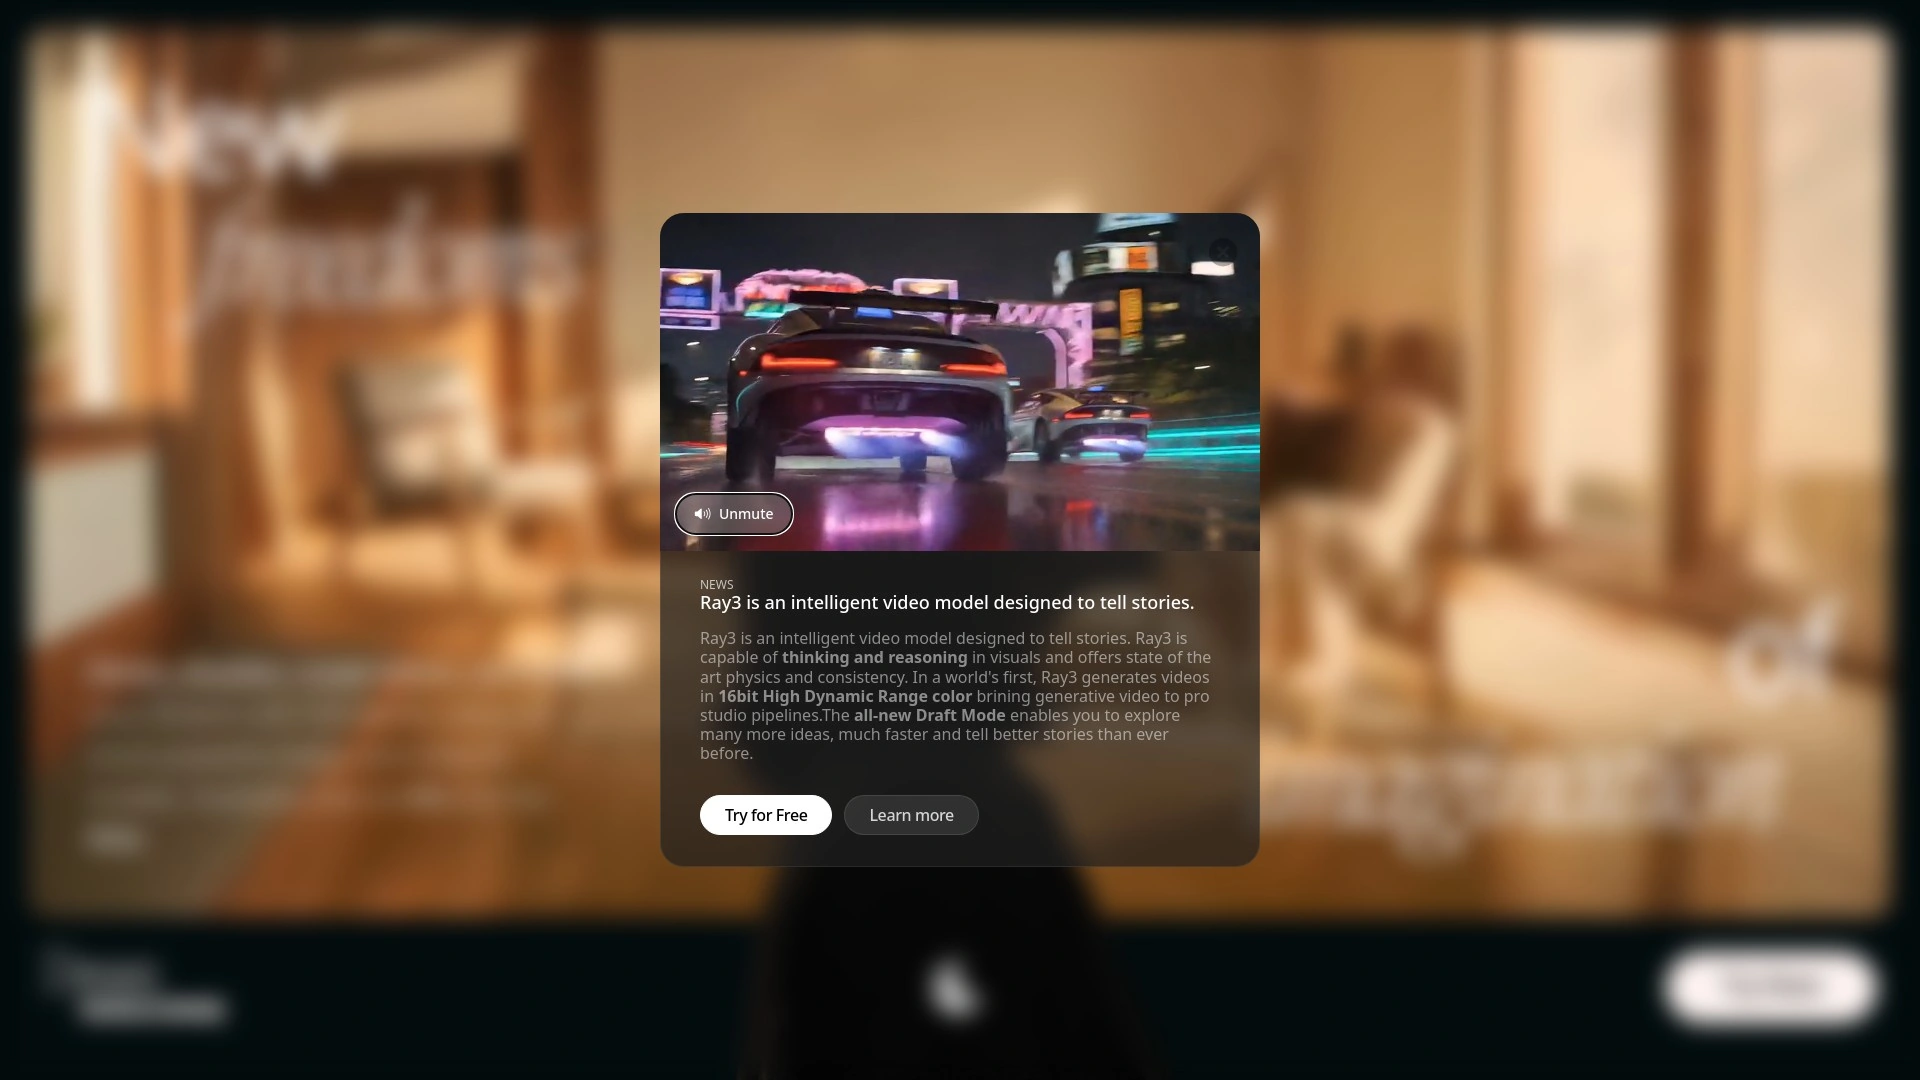 New
freedoms
of
imagination
Unmute
NEWS
Ray3 is an intelligent video model designed to tell stories.
Ray3 is an intelligent video model designed to tell stories. Ray3 is
capable of thinking and reasoning in visuals and offers state of the
art physics and consistency. In a world's first, Ray3 generates videos
in 16bit High Dynamic Range color brining generative video to pro
studio pipelines.The all-new Draft Mode enables you to explore
many more ideas, much faster and tell better stories than ever
before.
Try for Free
Learn more